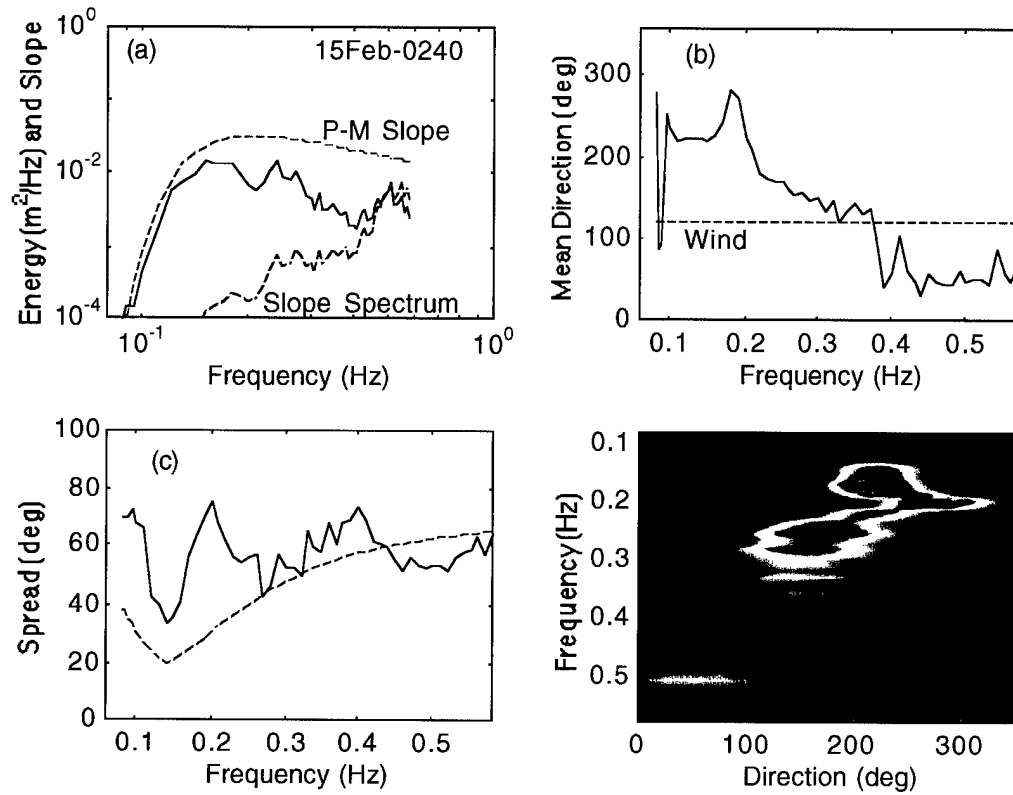 (a)
15Feb-0240
P-M Slope
Slope Spectrum
Energy (m²/Hz) and Slope
10⁰
10⁻²
10⁻⁴
10⁻¹
10⁰
Frequency (Hz)
(b)
Wind
Mean Direction (deg)
300
200
100
0
0.1 0.2 0.3 0.4 0.5
Frequency (Hz)
(c)
Spread (deg)
100
80
60
40
20
0
0.1 0.2 0.3 0.4 0.5
Frequency (Hz)
Frequency (Hz)
0.1
0.2
0.3
0.4
0.5
0 100 200 300
Direction (deg)